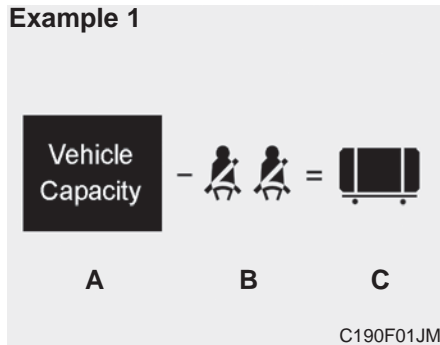 Example 1
Vehicle
Capacity
- =
A B C
C190F01JM